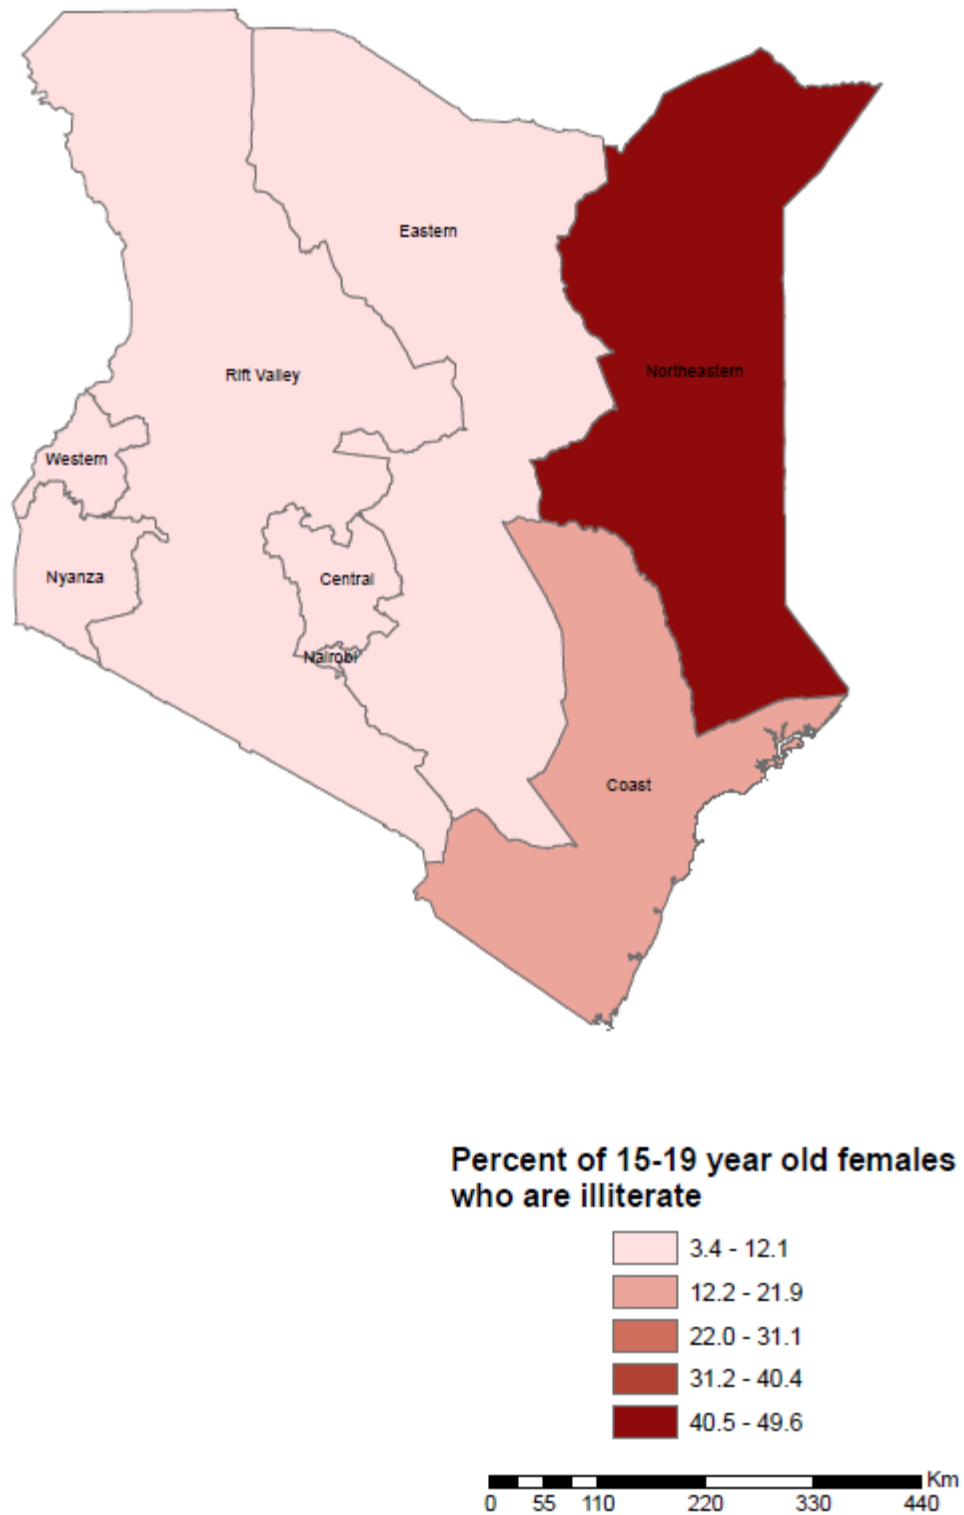 Eastern
Northeastern
Rift Valley
Western
Nyanza
Central
Nairobi
Coast
Percent of 15-19 year old females
who are illiterate
3.4 - 12.1
12.2 - 21.9
22.0 - 31.1
31.2 - 40.4
40.5 - 49.6
Km
0 55 110 220 330 440